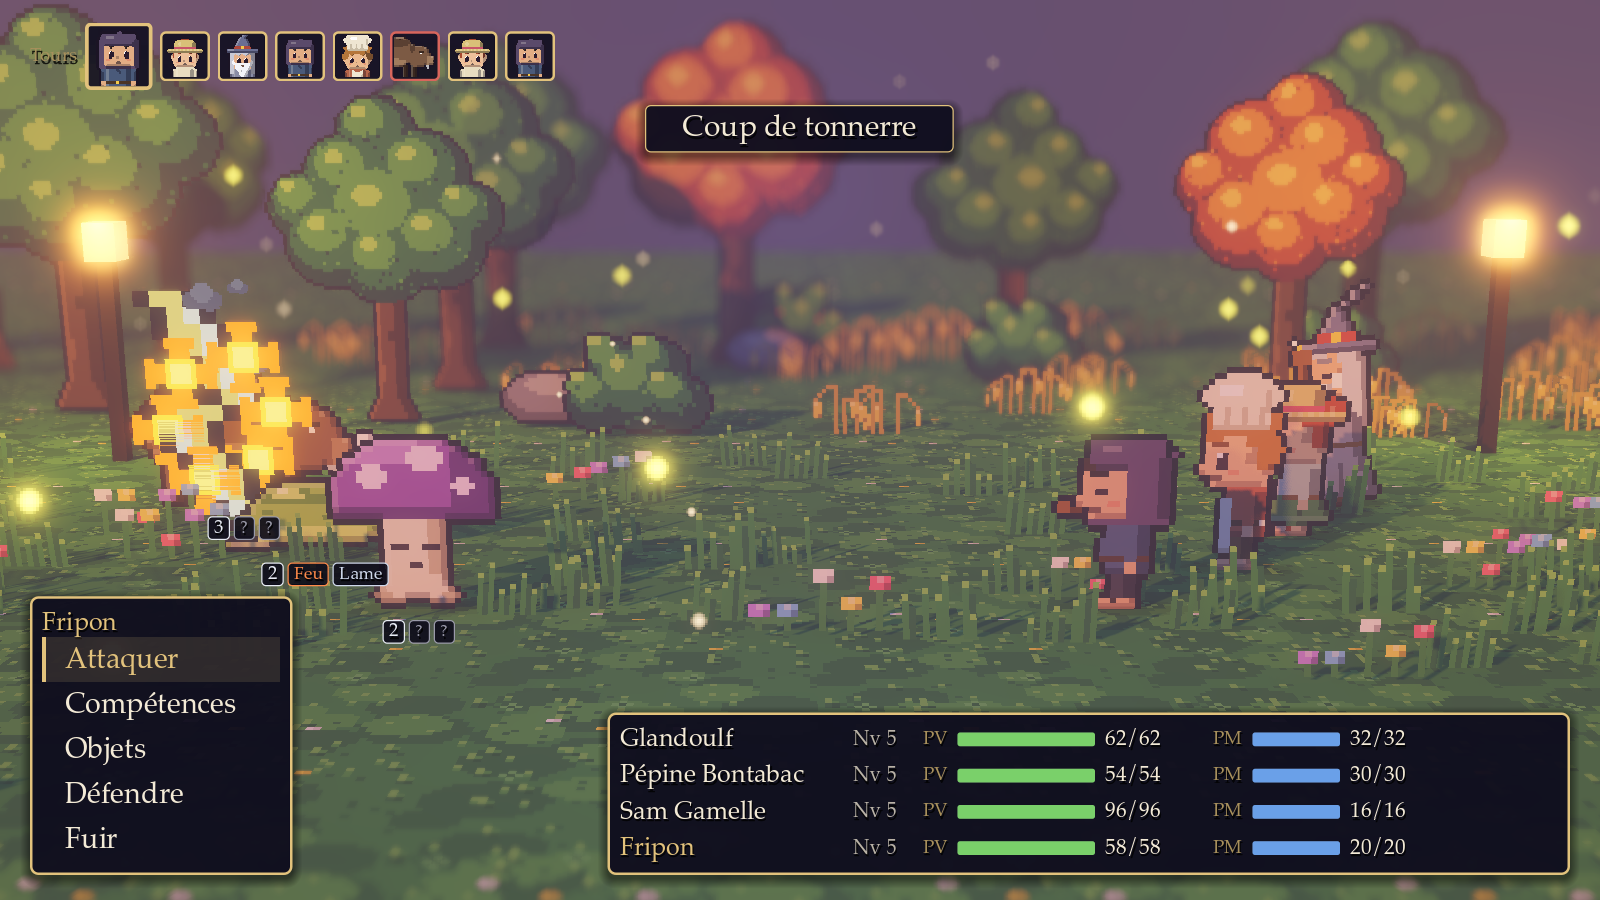 Tours
Coup de tonnerre
3 ? ?
2 Feu Lame
2 ? ?
Fripon
Attaquer
Compétences
Objets
Défendre
Fuir
Glandoulf Nv 5 PV 62/62 PM 32/32
Pépine Bontabac Nv 5 PV 54/54 PM 30/30
Sam Gamelle Nv 5 PV 96/96 PM 16/16
Fripon Nv 5 PV 58/58 PM 20/20